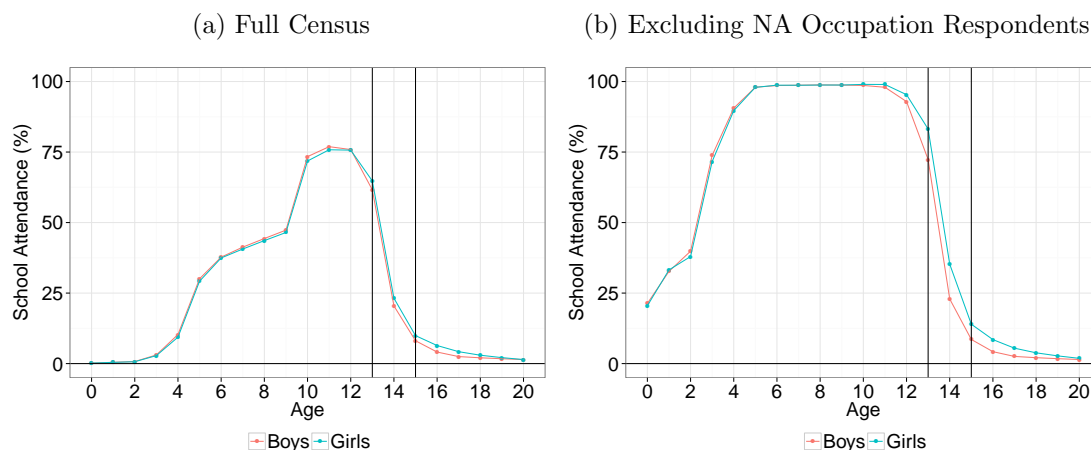 (a) Full Census
100
75
50
25
0
School Attendance (%)
0 2 4 6 8 10 12 14 16 18 20
Age
Boys Girls
(b) Excluding NA Occupation Respondents
100
75
50
25
0
School Attendance (%)
0 2 4 6 8 10 12 14 16 18 20
Age
Boys Girls